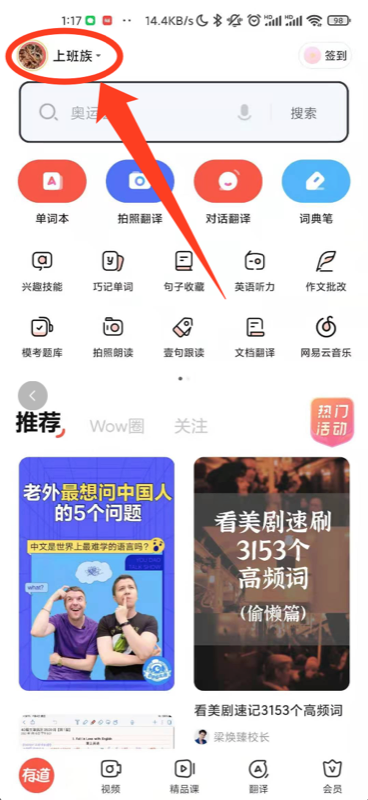 1:17
14.4KB/s
HD
HD
98
上班族
签到
奥运
搜索
单词本
拍照翻译
对话翻译
词典笔
兴趣技能
巧记单词
句子收藏
英语听力
作文批改
模考题库
拍照朗读
壹句跟读
文档翻译
网易云音乐
推荐
Wow圈
关注
热门
活动
老外最想问中国人
的5个问题
中文是世界上最难学的语言吗?
what?
看美剧速刷
3153个
高频词
(偷懒篇)
看美剧速记3153个高频词
梁焕臻校长
有道
视频
精品课
翻译
会员